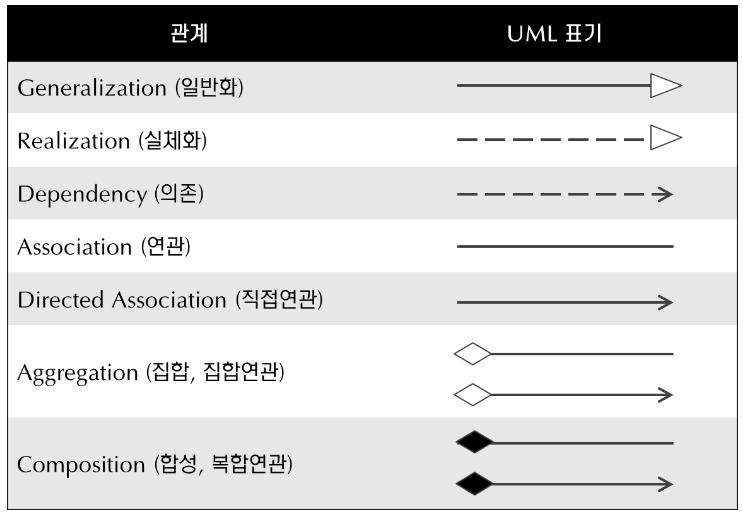 관계 UML 표기
Generalization (일반화)
Realization (실체화)
Dependency (의존)
Association (연관)
Directed Association (직접연관)
Aggregation (집합, 집합연관)
Composition (합성, 복합연관)